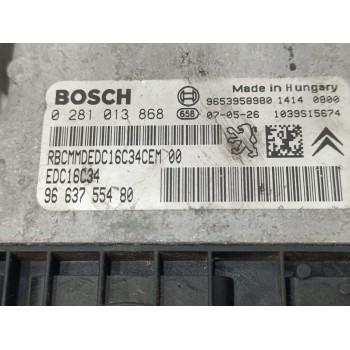 BOSCH
0 281 013 868
658
Made in Hungary
9653958980 1414 0800
07-05-26 1039S15674
RBCMMDEDC16C34CEM 00
EDC16C34
96 637 554 80